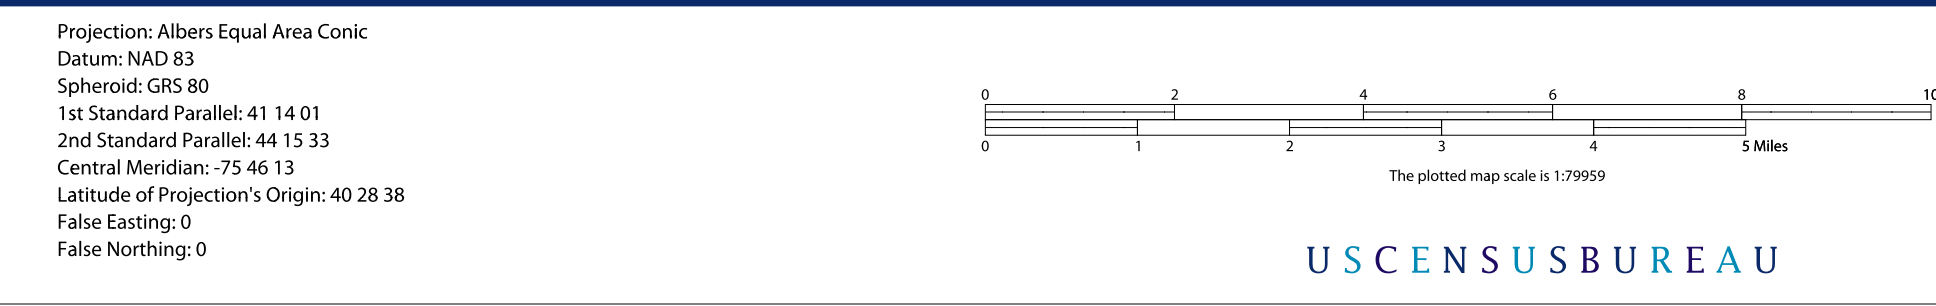 Projection: Albers Equal Area Conic
Datum: NAD 83
Spheroid: GRS 80
1st Standard Parallel: 41 14 01
2nd Standard Parallel: 44 15 33
Central Meridian: -75 46 13
Latitude of Projection's Origin: 40 28 38
False Easting: 0
False Northing: 0
0 2 4 6 8 10
0 1 2 3 4 5 Miles
The plotted map scale is 1:79959
USCENSUSBUREAU